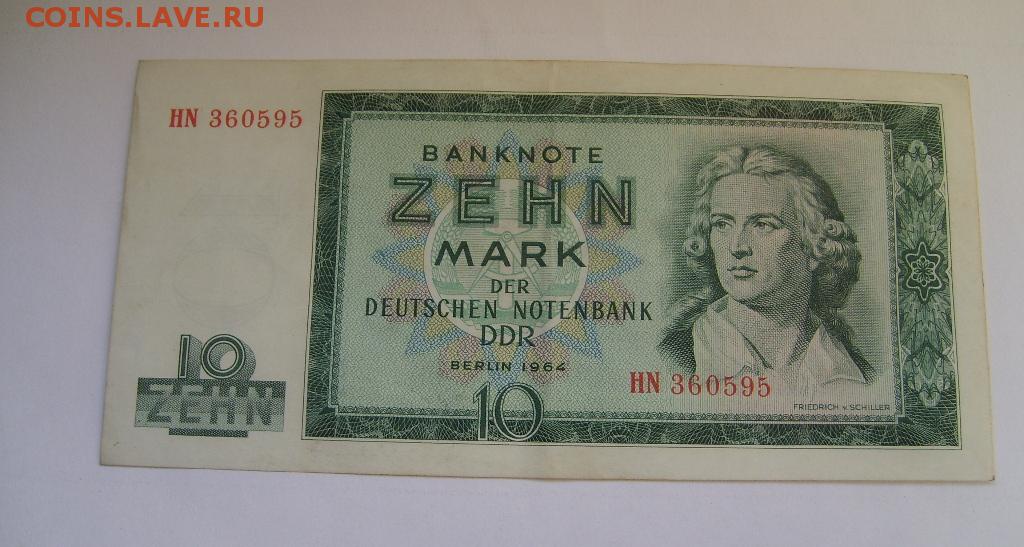 COINS.LAVE.RU
HN 360595
BANKNOTE
ZEHN
MARK
DER
DEUTSCHEN NOTENBANK
DDR
BERLIN 1964
10
HN 360595
FRIEDRICH v. SCHILLER
10
ZEHN